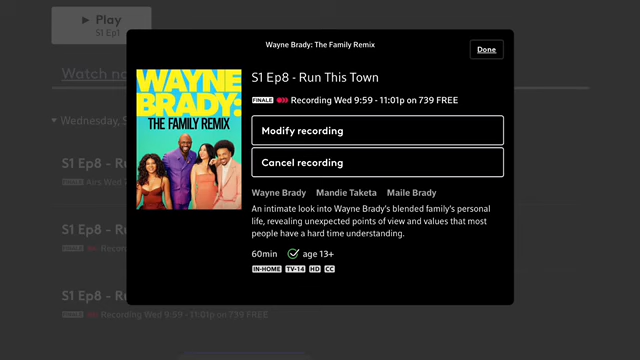 Play
S1 Ep1
Watch no
Wayne Brady: The Family Remix
Done
WAYNE
BRADY:
THE FAMILY REMIX
S1 Ep8 - Run This Town
FINALE Recording Wed 9:59 - 11:01p on 739 FREE
Modify recording
Cancel recording
Wayne Brady Mandie Taketa Maile Brady
An intimate look into Wayne Brady's blended family's personal
life, revealing unexpected points of view and values that most
people have a hard time understanding.
60min age 13+
IN-HOME TV-14 HD CC
Wednesday, S
S1 Ep8 - Ru
FINALE Airs Wed
S1 Ep8 - Ru
FINALE Recor
S1 Ep8 - Ru
FINALE Recording Wed 9:59 - 11:01p on 739 FREE